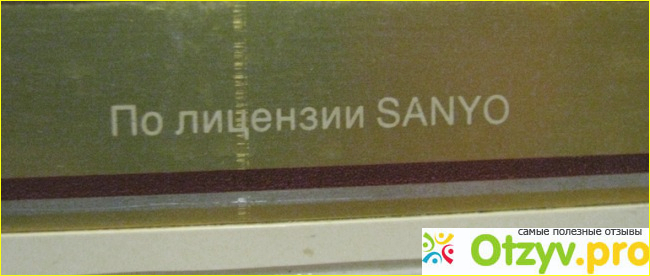 По лицензии SANYO
самые полезные отзывы
Otzyv.pro